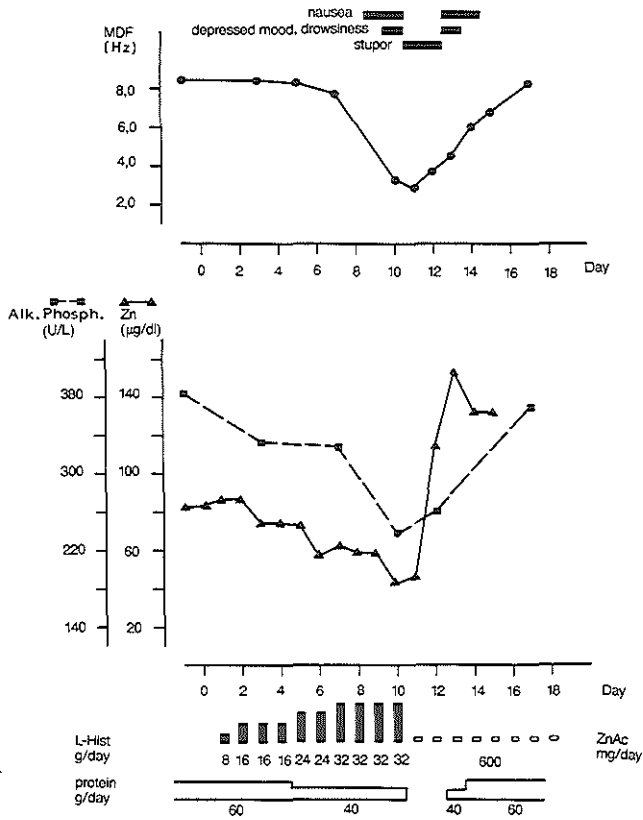 nausea
MDF
(Hz)
depressed mood, drowsiness
stupor
8,0
6,0
4,0
2,0
0 2 4 6 8 10 12 14 16 18 Day
Alk.Phosph. Zn
(U/L) (µg/dl)
380 140
300 100
220 60
140 20
0 2 4 6 8 10 12 14 16 18 Day
L-Hist ZnAc
g/day 8 16 16 16 24 24 32 32 32 32 600 mg/day
protein
g/day
60 40 40 60